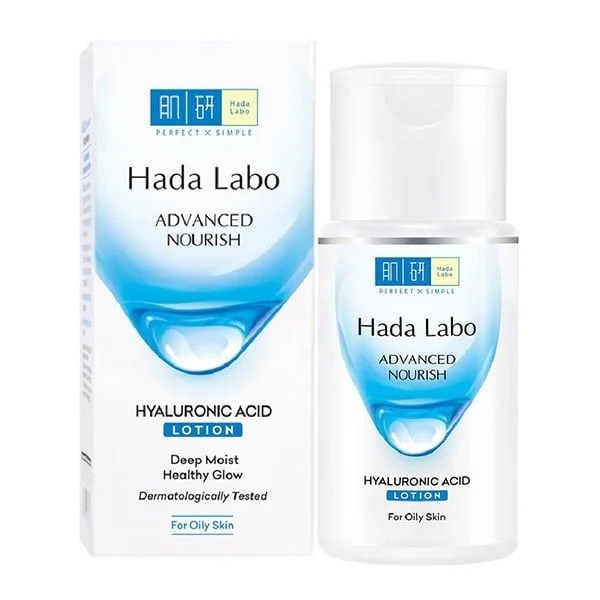 肌研
Hada
Labo
PERFECT X SIMPLE
Hada Labo
ADVANCED
NOURISH
HYALURONIC ACID
LOTION
Deep Moist
Healthy Glow
Dermatologically Tested
For Oily Skin
肌研
Hada
Labo
PERFECT X SIMPLE
Hada Labo
ADVANCED
NOURISH
HYALURONIC ACID
LOTION
For Oily Skin